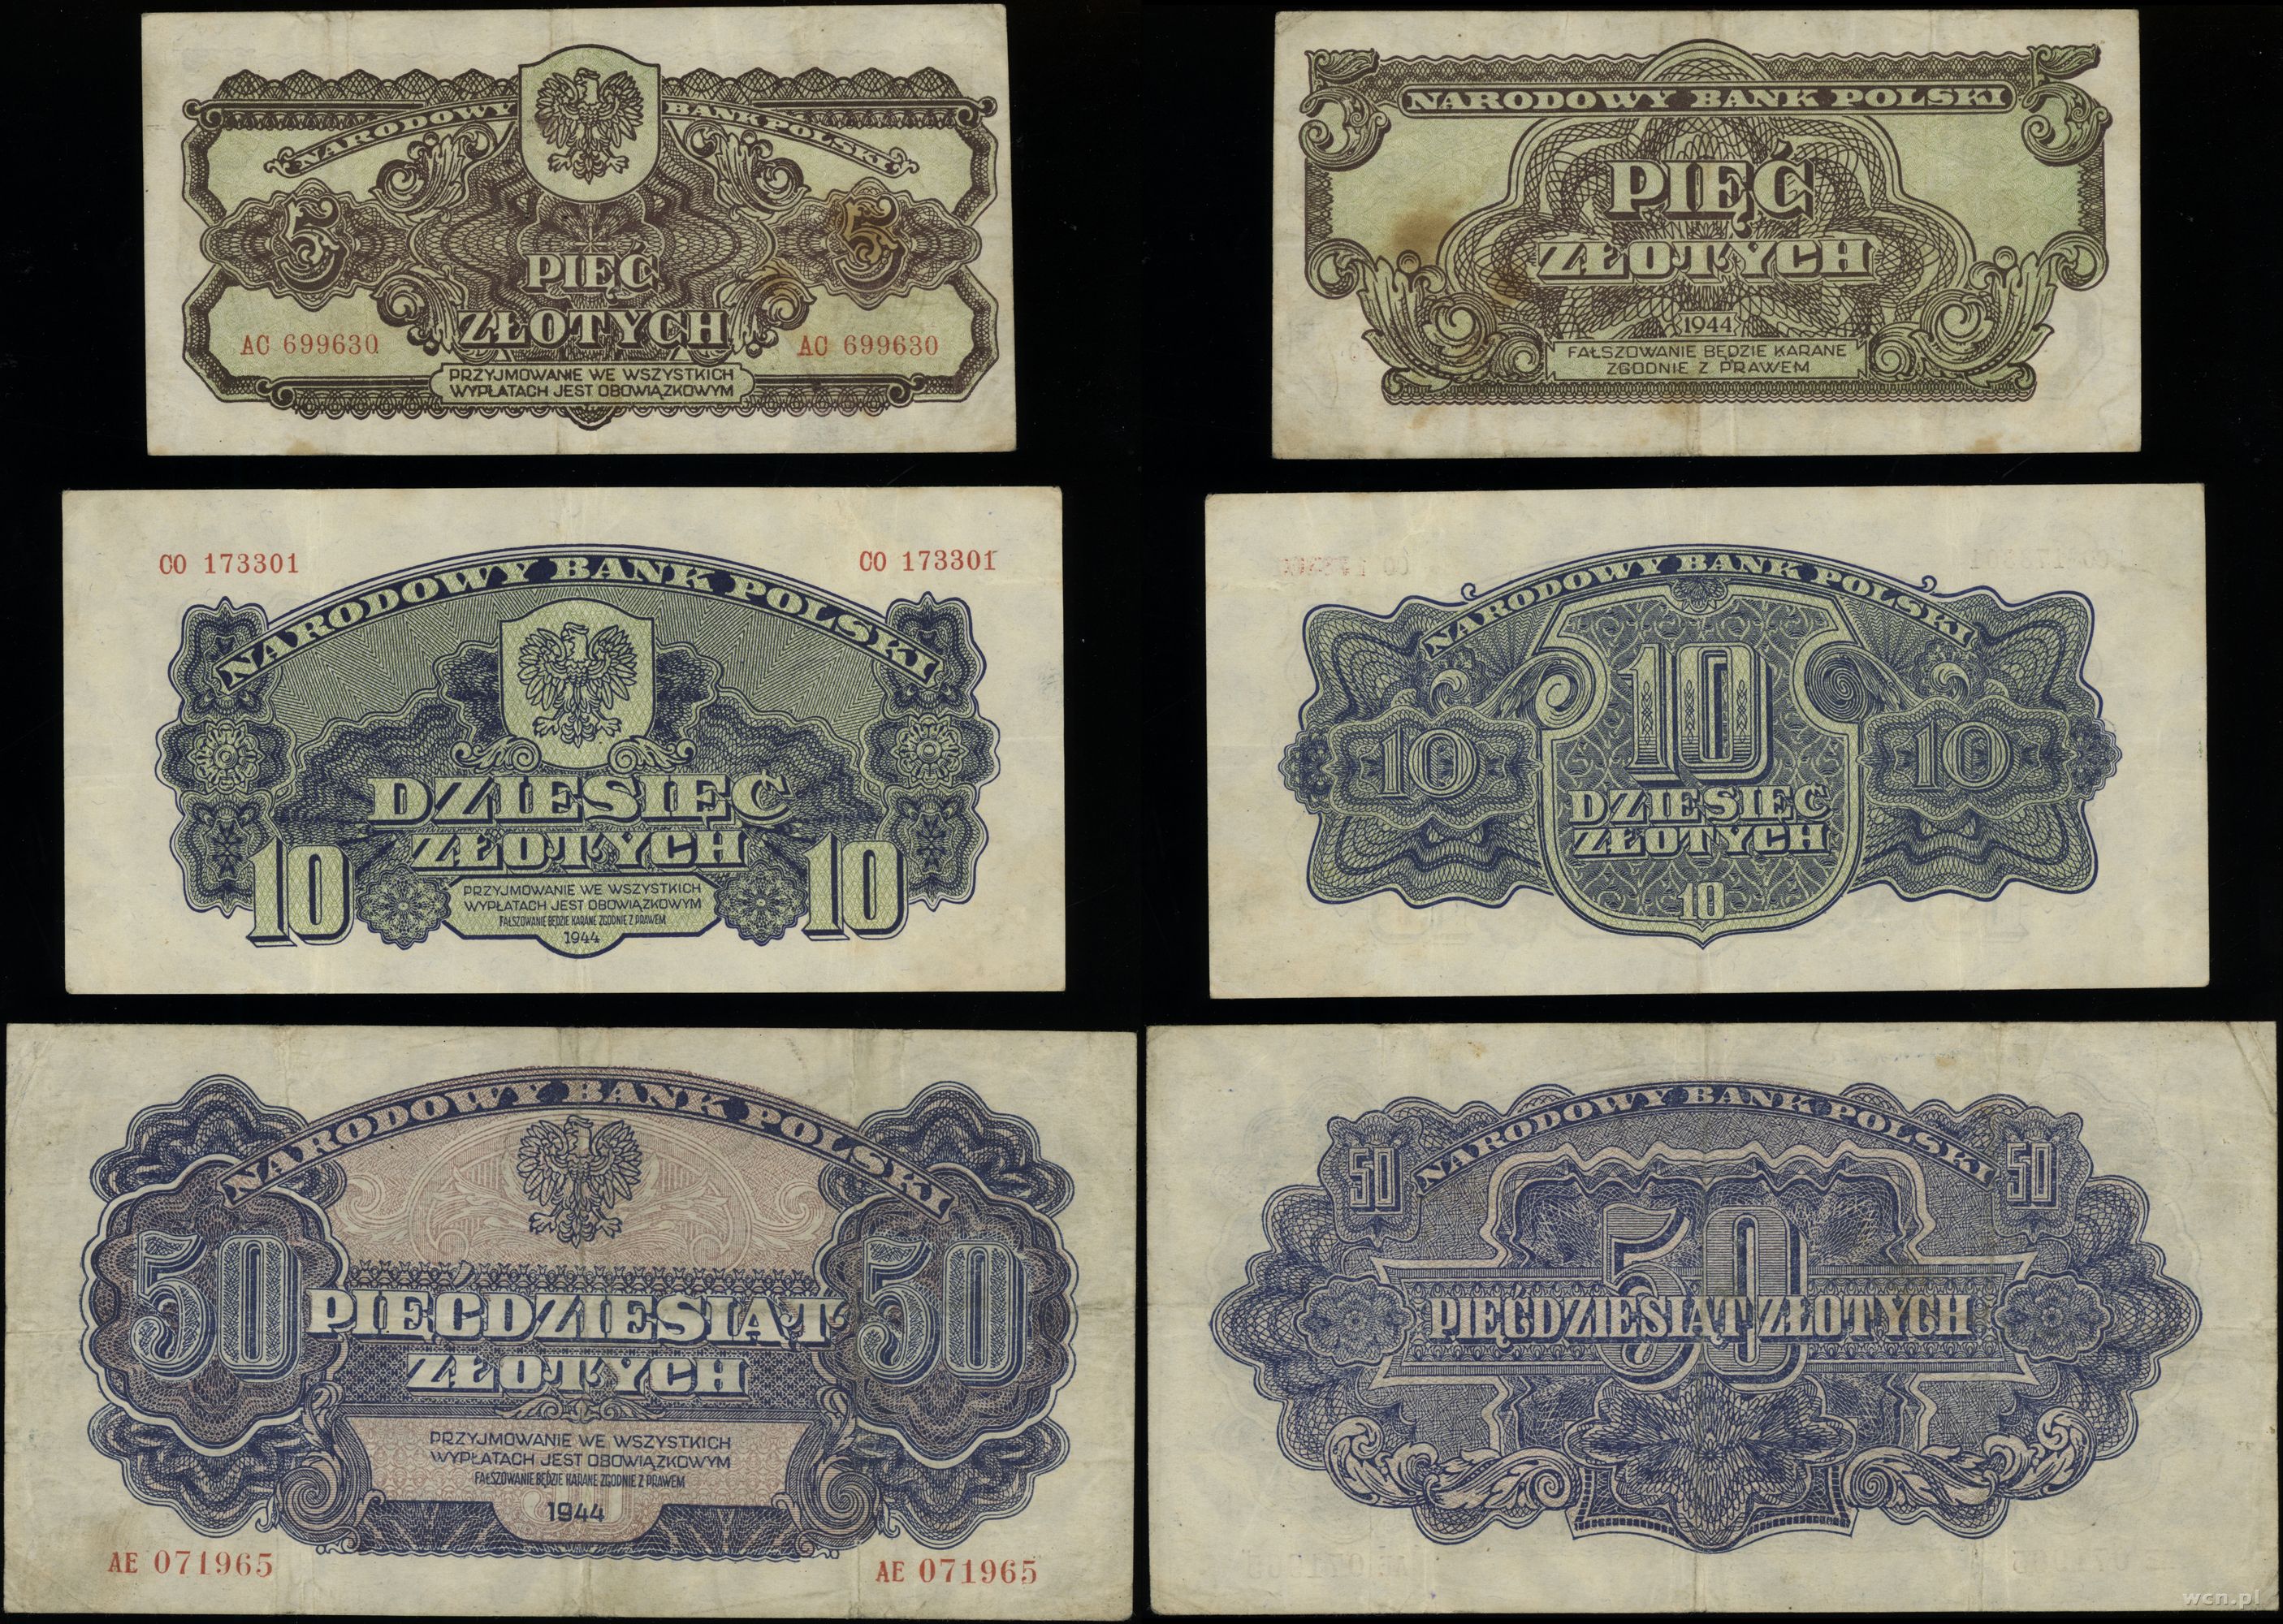 NARODOWY BANK POLSKI
5 5
PIĘĆ
ZŁOTYCH
AC 699630 AC 699630
PRZYJMOWANIE WE WSZYSTKICH
WYPŁATACH JEST OBOWIĄZKOWYM
5 5
NARODOWY BANK POLSKI
PIĘĆ
ZŁOTYCH
1944
FAŁSZOWANIE BĘDZIE KARANE
ZGODNIE Z PRAWEM
CO 173301 CO 173301
NARODOWY BANK POLSKI
DZIESIĘĆ
ZŁOTYCH
10 10
PRZYJMOWANIE WE WSZYSTKICH
WYPŁATACH JEST OBOWIĄZKOWYM
FAŁSZOWANIE BĘDZIE KARANE ZGODNIE Z PRAWEM
1944
NARODOWY BANK POLSKI
10
10 10
DZIESIĘĆ
ZŁOTYCH
10
NARODOWY BANK POLSKI
50 50
PIĘĆDZIESIĄT
ZŁOTYCH
PRZYJMOWANIE WE WSZYSTKICH
WYPŁATACH JEST OBOWIĄZKOWYM
FAŁSZOWANIE BĘDZIE KARANE ZGODNIE Z PRAWEM
1944
AE 071965 AE 071965
NARODOWY BANK POLSKI
50 50
50
PIĘĆDZIESIĄT ZŁOTYCH
wcn.pl